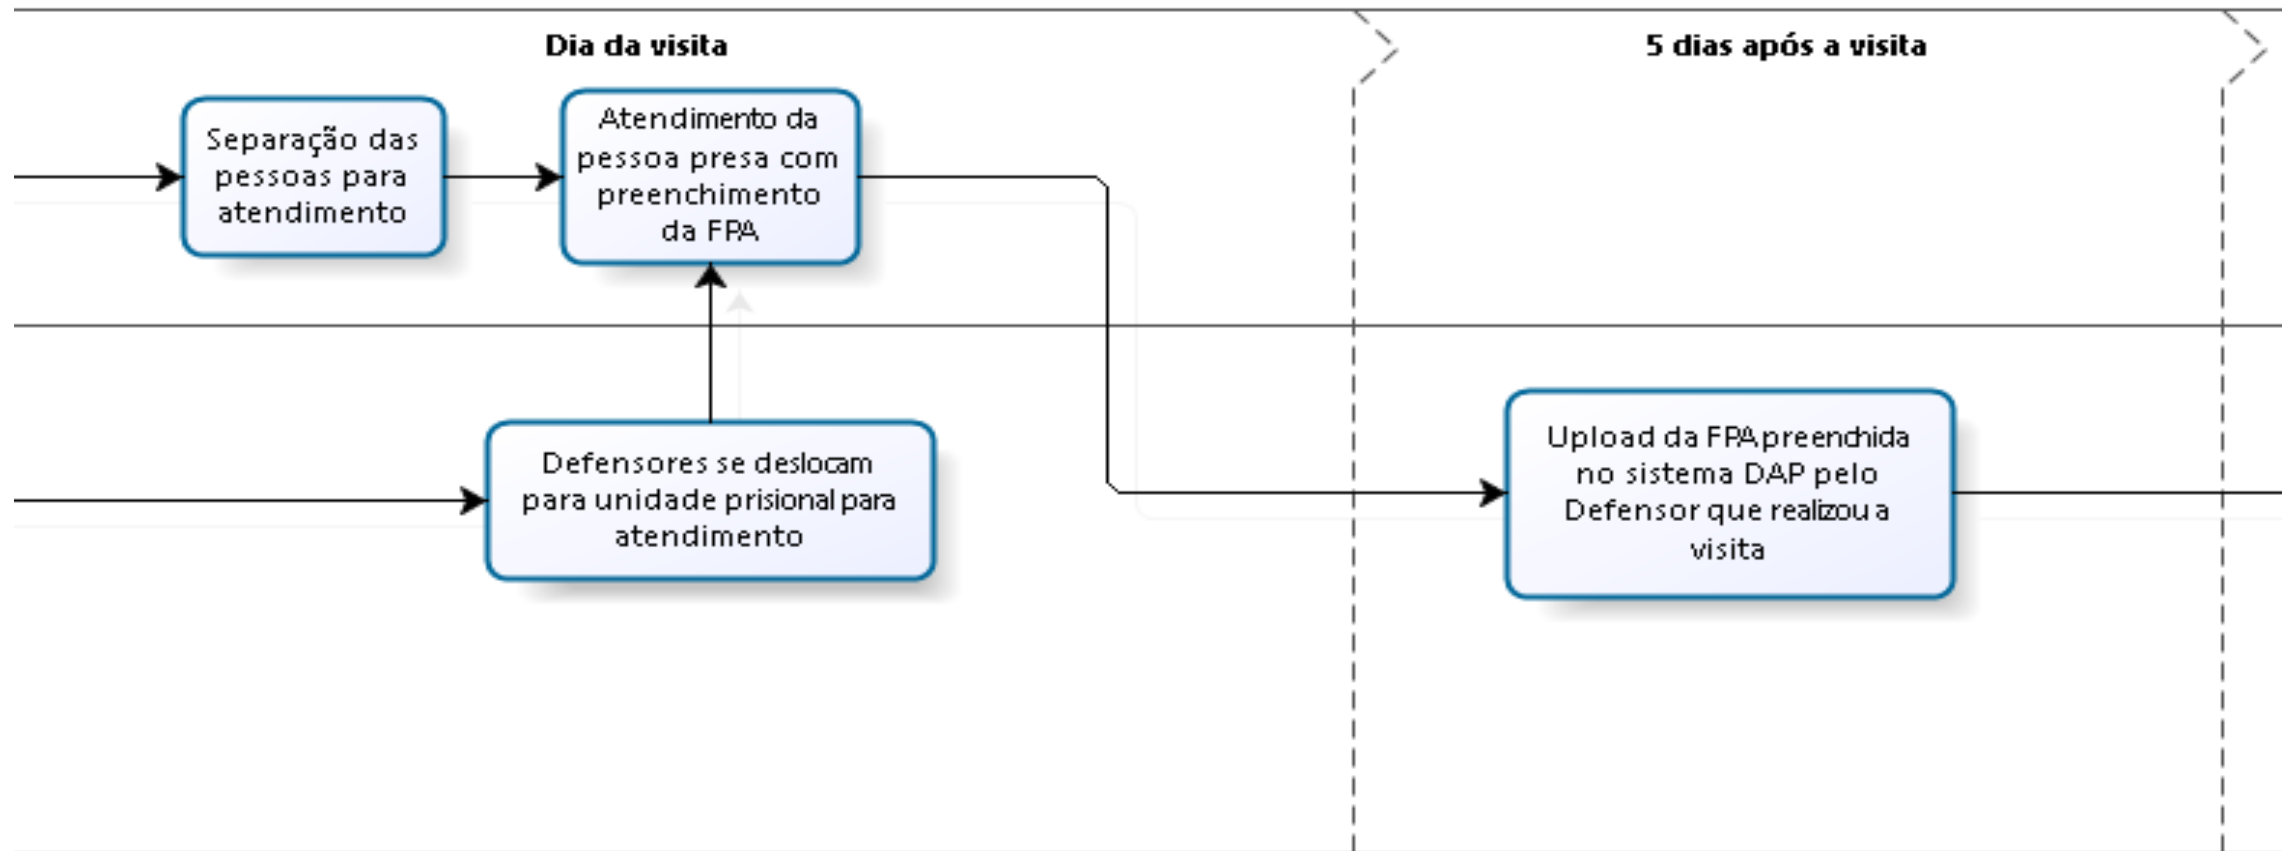 Dia da visita
5 dias após a visita
Separação das
pessoas para
atendimento
Atendimento da
pessoa presa com
preenchimento
da FPA
Defensores se deslocam
para unidade prisional para
atendimento
Upload da FPA preenchida
no sistema DAP pelo
Defensor que realizou a
visita